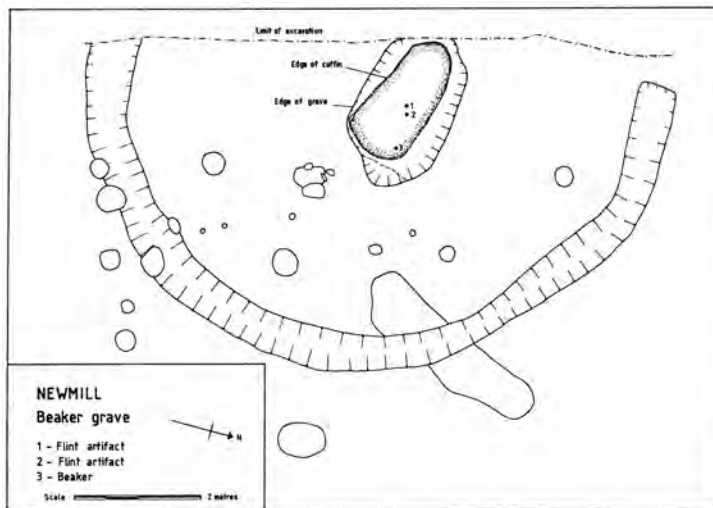 Limit of excavation
Edge of coffin
Edge of grave
1
2
3
NEWMILL
Beaker grave
N
1 - Flint artifact
2 - Flint artifact
3 - Beaker
Scale 2 metres